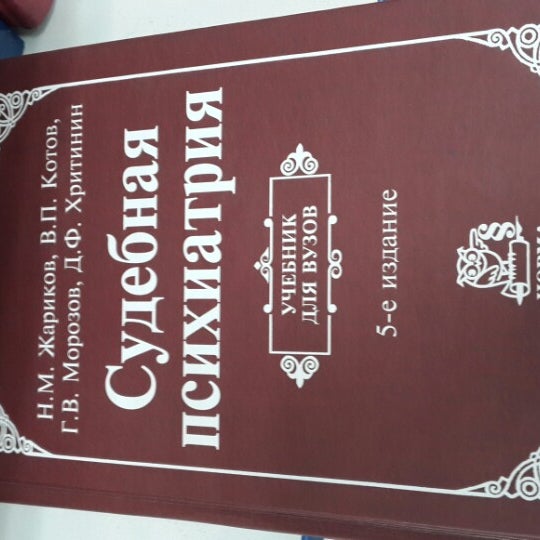 Н.М. Жариков, В.П. Котов,
Г.В. Морозов, Д.Ф. Хритинин
Судебная
психиатрия
УЧЕБНИК
ДЛЯ ВУЗОВ
5-е издание